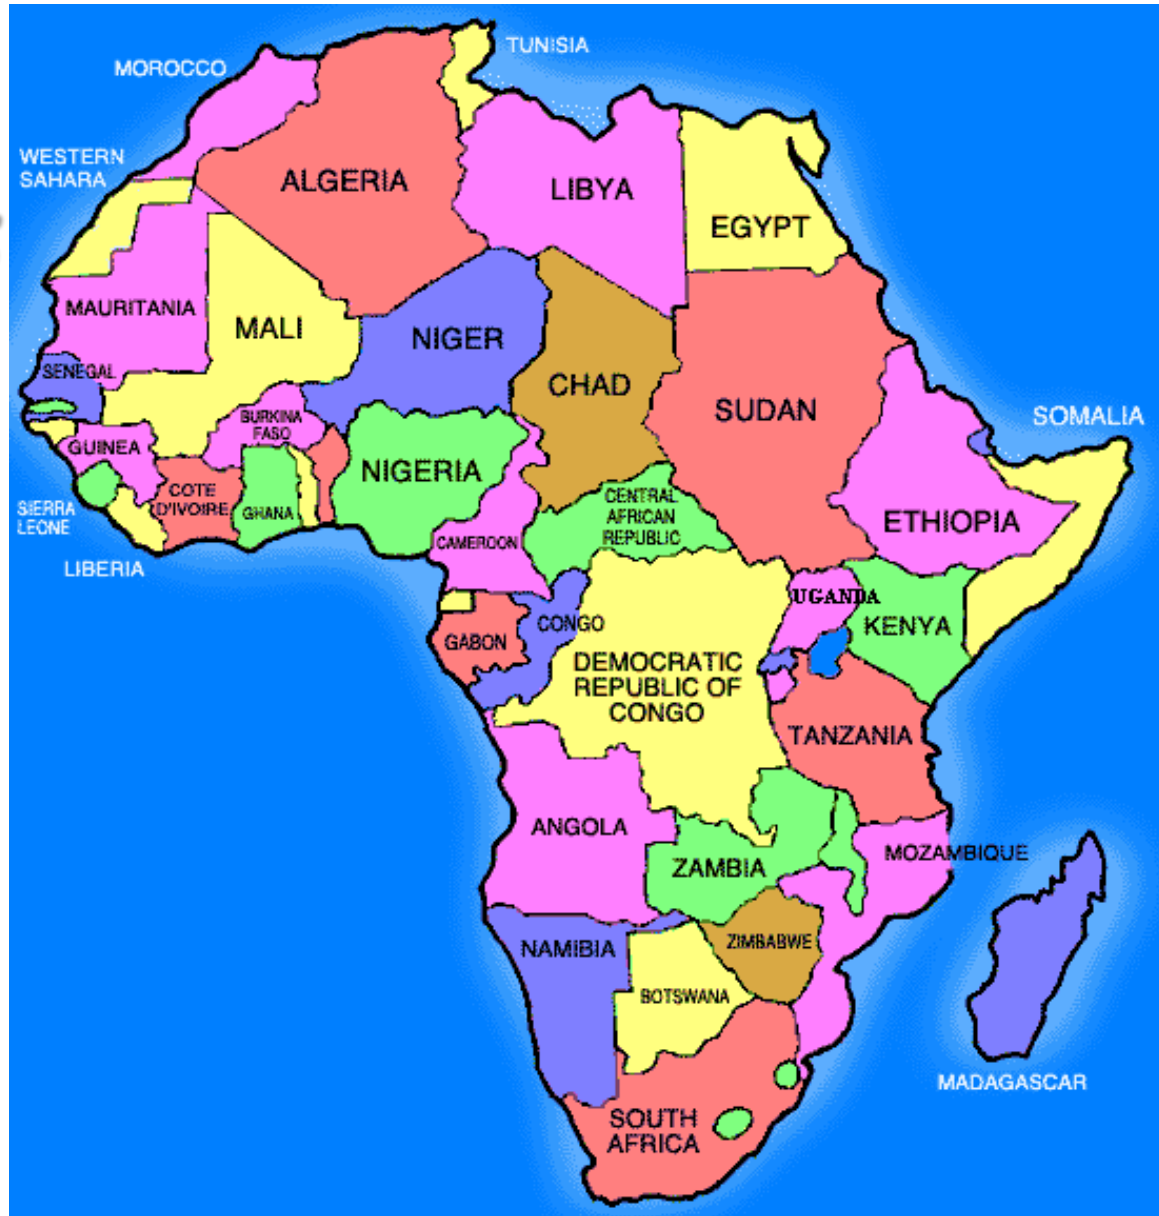 TUNISIA
MOROCCO
WESTERN
SAHARA
ALGERIA
LIBYA
EGYPT
MAURITANIA
MALI
NIGER
CHAD
SUDAN
SENEGAL
BURKINA
FASO
SOMALIA
GUINEA
NIGERIA
COTE
D'IVOIRE
GHANA
CENTRAL
AFRICAN
REPUBLIC
ETHIOPIA
SIERRA
LEONE
LIBERIA
CAMEROON
UGANDA
KENYA
GABON
CONGO
DEMOCRATIC
REPUBLIC OF
CONGO
TANZANIA
ANGOLA
ZAMBIA
MOZAMBIQUE
NAMIBIA
ZIMBABWE
BOTSWANA
MADAGASCAR
SOUTH
AFRICA